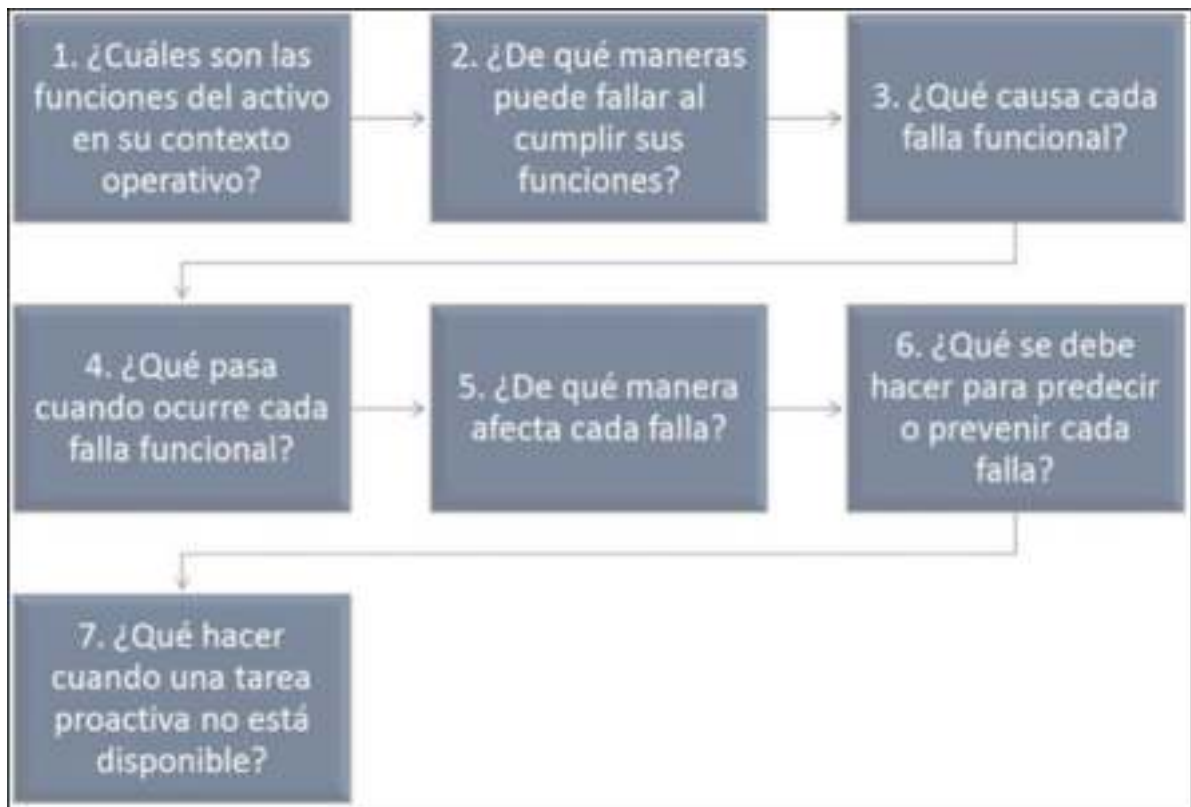 1. ¿Cuáles son las
funciones del activo
en su contexto
operativo?
2. ¿De qué maneras
puede fallar al
cumplir sus
funciones?
3. ¿Qué causa cada
falla funcional?
4. ¿Qué pasa
cuando ocurre cada
falla funcional?
5. ¿De qué manera
afecta cada falla?
6. ¿Qué se debe
hacer para predecir
o prevenir cada
falla?
7. ¿Qué hacer
cuando una tarea
proactiva no está
disponible?